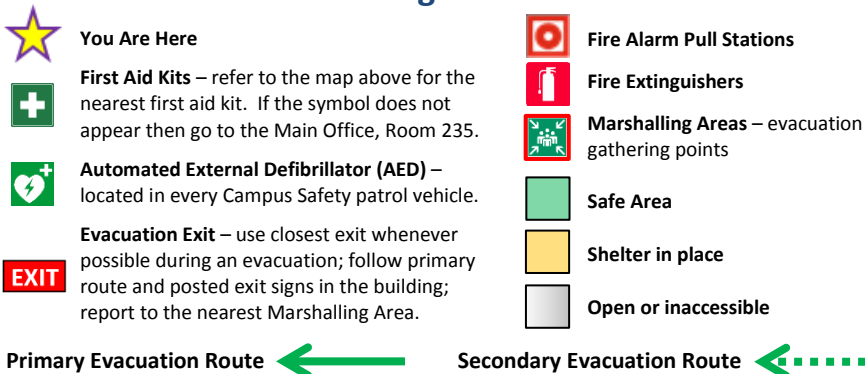 You Are Here
First Aid Kits – refer to the map above for the
nearest first aid kit. If the symbol does not
appear then go to the Main Office, Room 235.
Automated External Defibrillator (AED) –
located in every Campus Safety patrol vehicle.
Evacuation Exit – use closest exit whenever
possible during an evacuation; follow primary
route and posted exit signs in the building;
report to the nearest Marshalling Area.
EXIT
Fire Alarm Pull Stations
Fire Extinguishers
Marshalling Areas – evacuation
gathering points
Safe Area
Shelter in place
Open or inaccessible
Primary Evacuation Route
Secondary Evacuation Route